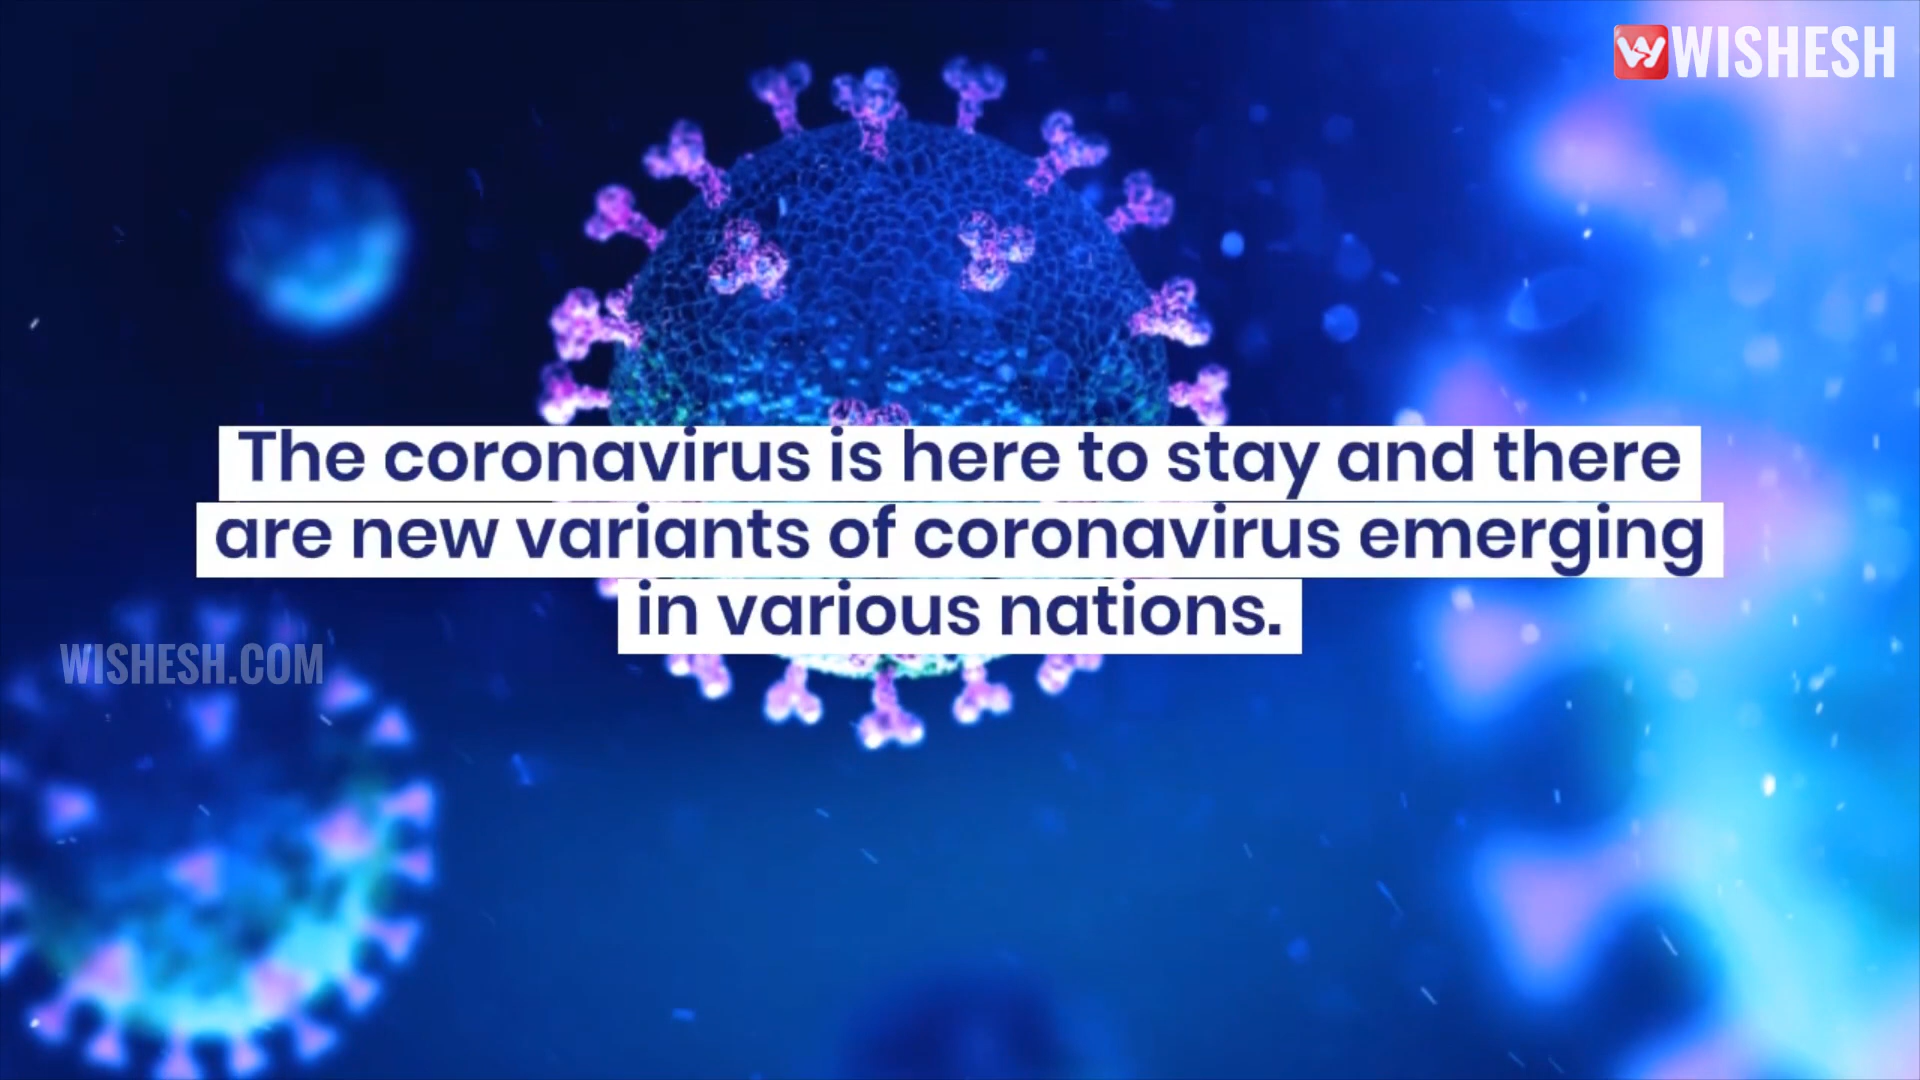 WISHESH
The coronavirus is here to stay and there
are new variants of coronavirus emerging
in various nations.
WISHESH.COM